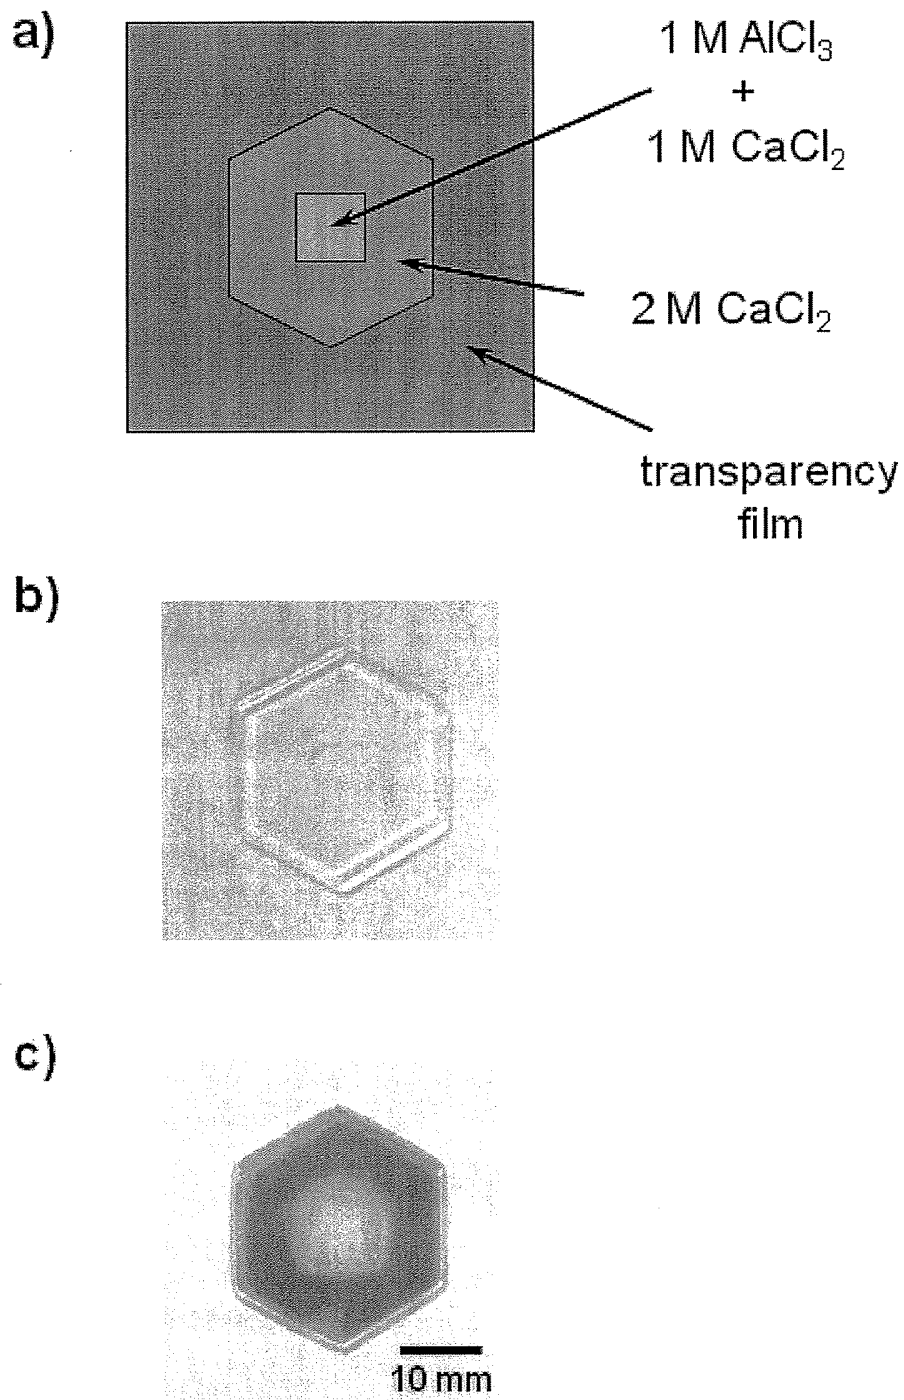 a)
1 M AlCl₃
+
1 M CaCl₂
2 M CaCl₂
transparency
film
b)
c)
10 mm